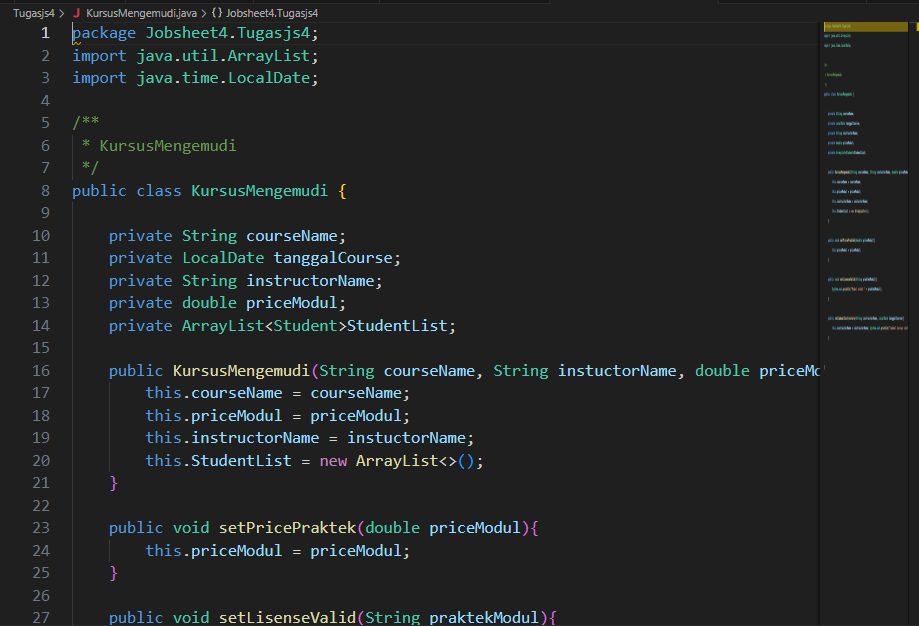 Tugasjs4 > J KursusMengemudi.java > {} Jobsheet4.Tugasjs4
1 package Jobsheet4.Tugasjs4;
2 import java.util.ArrayList;
3 import java.time.LocalDate;
4
5 /**
6 * KursusMengemudi
7 */
8 public class KursusMengemudi {
9
10 private String courseName;
11 private LocalDate tanggalCourse;
12 private String instructorName;
13 private double priceModul;
14 private ArrayList<Student>StudentList;
15
16 public KursusMengemudi(String courseName, String instuctorName, double priceMo
17 this.courseName = courseName;
18 this.priceModul = priceModul;
19 this.instructorName = instuctorName;
20 this.StudentList = new ArrayList<>();
21 }
22
23 public void setPricePraktek(double priceModul){
24 this.priceModul = priceModul;
25 }
26
27 public void setLisenseValid(String praktekModul){